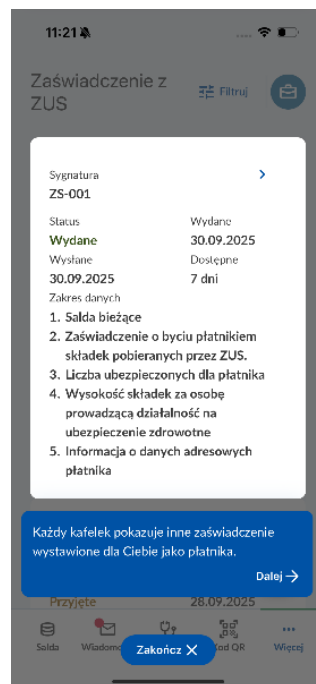 11:21
Zaświadczenie z
ZUS
Filtruj
Sygnatura
ZS-001
Status
Wydane
Wydane
30.09.2025
Wysłane
Dostępne
30.09.2025
7 dni
Zakres danych
1. Salda bieżące
2. Zaświadczenie o byciu płatnikiem
składek pobieranych przez ZUS.
3. Liczba ubezpieczonych dla płatnika
4. Wysokość składek za osobę
prowadzącą działalność na
ubezpieczenie zdrowotne
5. Informacja o danych adresowych
płatnika
Każdy kafelek pokazuje inne zaświadczenie
wystawione dla Ciebie jako płatnika.
Dalej
Przyjęte
28.09.2025
Salda
Wiadomo
Zakończ
od QR
Więcej